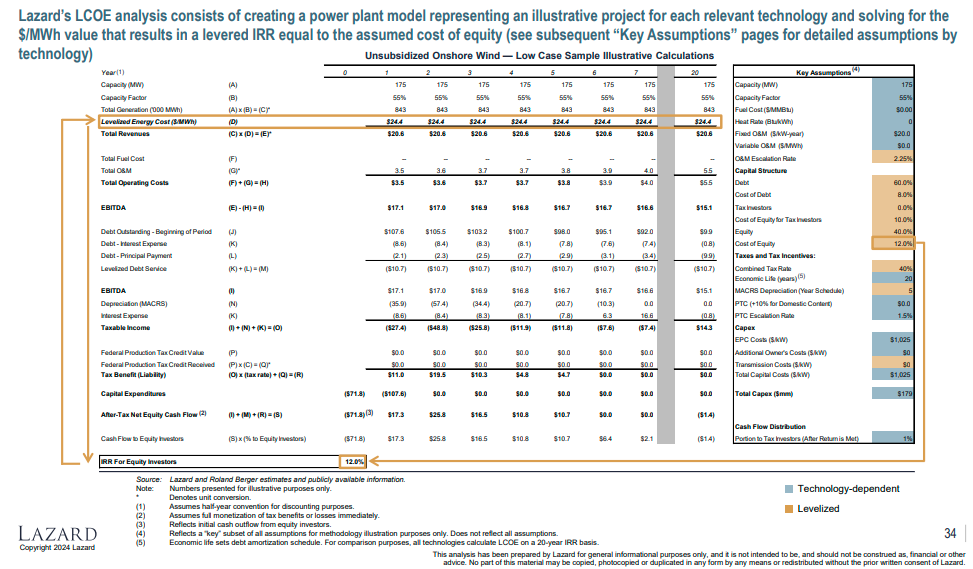 Lazard's LCOE analysis consists of creating a power plant model representing an illustrative project for each relevant technology and solving for the
$/MWh value that results in a levered IRR equal to the assumed cost of equity (see subsequent "Key Assumptions" pages for detailed assumptions by
technology)
Unsubsidized Onshore Wind — Low Case Sample Illustrative Calculations
Year(1) 0 1 2 3 4 5 6 7 20
Capacity (MW) (A) 175 175 175 175 175 175 175 175
Capacity Factor (B) 55% 55% 55% 55% 55% 55% 55% 55%
Total Generation ('000 MWh) (A) x (B) = (C)* 843 843 843 843 843 843 843 843
Levelized Energy Cost ($/MWh) (D) $24.4 $24.4 $24.4 $24.4 $24.4 $24.4 $24.4 $24.4
Total Revenues (C) x (D) = (E)* $20.6 $20.6 $20.6 $20.6 $20.6 $20.6 $20.6 $20.6
Total Fuel Cost (F) – – – – – – – –
Total O&M (G)* 3.5 3.6 3.7 3.7 3.8 3.9 4.0 5.5
Total Operating Costs (F) + (G) = (H) $3.5 $3.6 $3.7 $3.7 $3.8 $3.9 $4.0 $5.5
EBITDA (E) - (H) = (I) $17.1 $17.0 $16.9 $16.8 $16.7 $16.7 $16.6 $15.1
Debt Outstanding - Beginning of Period (J) $107.6 $105.5 $103.2 $100.7 $98.0 $95.1 $92.0 $9.9
Debt - Interest Expense (K) (8.6) (8.4) (8.3) (8.1) (7.8) (7.6) (7.4) (0.8)
Debt - Principal Payment (L) (2.1) (2.3) (2.5) (2.7) (2.9) (3.1) (3.4) (9.9)
Levelized Debt Service (K) + (L) = (M) ($10.7) ($10.7) ($10.7) ($10.7) ($10.7) ($10.7) ($10.7) ($10.7)
EBITDA (I) $17.1 $17.0 $16.9 $16.8 $16.7 $16.7 $16.6 $15.1
Depreciation (MACRS) (N) (35.9) (57.4) (34.4) (20.7) (20.7) (10.3) 0.0 0.0
Interest Expense (K) (8.6) (8.4) (8.3) (8.1) (7.8) 6.3 16.6 (0.8)
Taxable Income (I) + (N) + (K) = (O) ($27.4) ($48.8) ($25.8) ($11.9) ($11.8) ($7.6) ($7.4) $14.3
Federal Production Tax Credit Value (P) $0.0 $0.0 $0.0 $0.0 $0.0 $0.0 $0.0 $0.0
Federal Production Tax Credit Received (P) x (C) = (Q)* $0.0 $0.0 $0.0 $0.0 $0.0 $0.0 $0.0 $0.0
Tax Benefit (Liability) (O) x (tax rate) + (Q) = (R) $11.0 $19.5 $10.3 $4.8 $4.7 $0.0 $0.0 $0.0
Capital Expenditures ($71.8) ($107.6) $0.0 $0.0 $0.0 $0.0 $0.0 $0.0 $0.0
After-Tax Net Equity Cash Flow (2) (I) + (M) + (R) = (S) ($71.8)(3) $17.3 $25.8 $16.5 $10.8 $10.7 $0.0 $0.0 ($1.4)
Cash Flow to Equity Investors (S) x (% to Equity Investors) ($71.8) $17.3 $25.8 $16.5 $10.8 $10.7 $6.4 $2.1 ($1.4)
IRR For Equity Investors 12.0%
Key Assumptions (4)
Capacity (MW) 175
Capacity Factor 55%
Fuel Cost ($/MMBtu) $0.00
Heat Rate (Btu/kWh) 0
Fixed O&M ($/kW-year) $20.0
Variable O&M ($/MWh) $0.0
O&M Escalation Rate 2.25%
Capital Structure
Debt 60.0%
Cost of Debt 8.0%
Tax Investors 0.0%
Cost of Equity for Tax Investors 10.0%
Equity 40.0%
Cost of Equity 12.0%
Taxes and Tax Incentives:
Combined Tax Rate 40%
Economic Life (years) (5) 20
MACRS Depreciation (Year Schedule) 5
PTC (+10% for Domestic Content) $0.0
PTC Escalation Rate 1.5%
Capex
EPC Costs ($/kW) $1,025
Additional Owner's Costs ($/kW) $0
Transmission Costs ($/kW) $0
Total Capital Costs ($/kW) $1,025
Total Capex ($mm) $179
Cash Flow Distribution
Portion to Tax Investors (After Return is Met) 1%
Source: Lazard and Roland Berger estimates and publicly available information.
Note: Numbers presented for illustrative purposes only.
* Denotes unit conversion.
(1) Assumes half-year convention for discounting purposes.
(2) Assumes full monetization of tax benefits or losses immediately.
(3) Reflects initial cash outflow from equity investors.
(4) Reflects a "key" subset of all assumptions for methodology illustration purposes only. Does not reflect all assumptions.
(5) Economic life sets debt amortization schedule. For comparison purposes, all technologies calculate LCOE on a 20-year IRR basis.
Technology-dependent
Levelized
LAZARD
Copyright 2024 Lazard
34
This analysis has been prepared by Lazard for general informational purposes only, and it is not intended to be, and should not be construed as, financial or other
advice. No part of this material may be copied, photocopied or duplicated in any form by any means or redistributed without the prior written consent of Lazard.